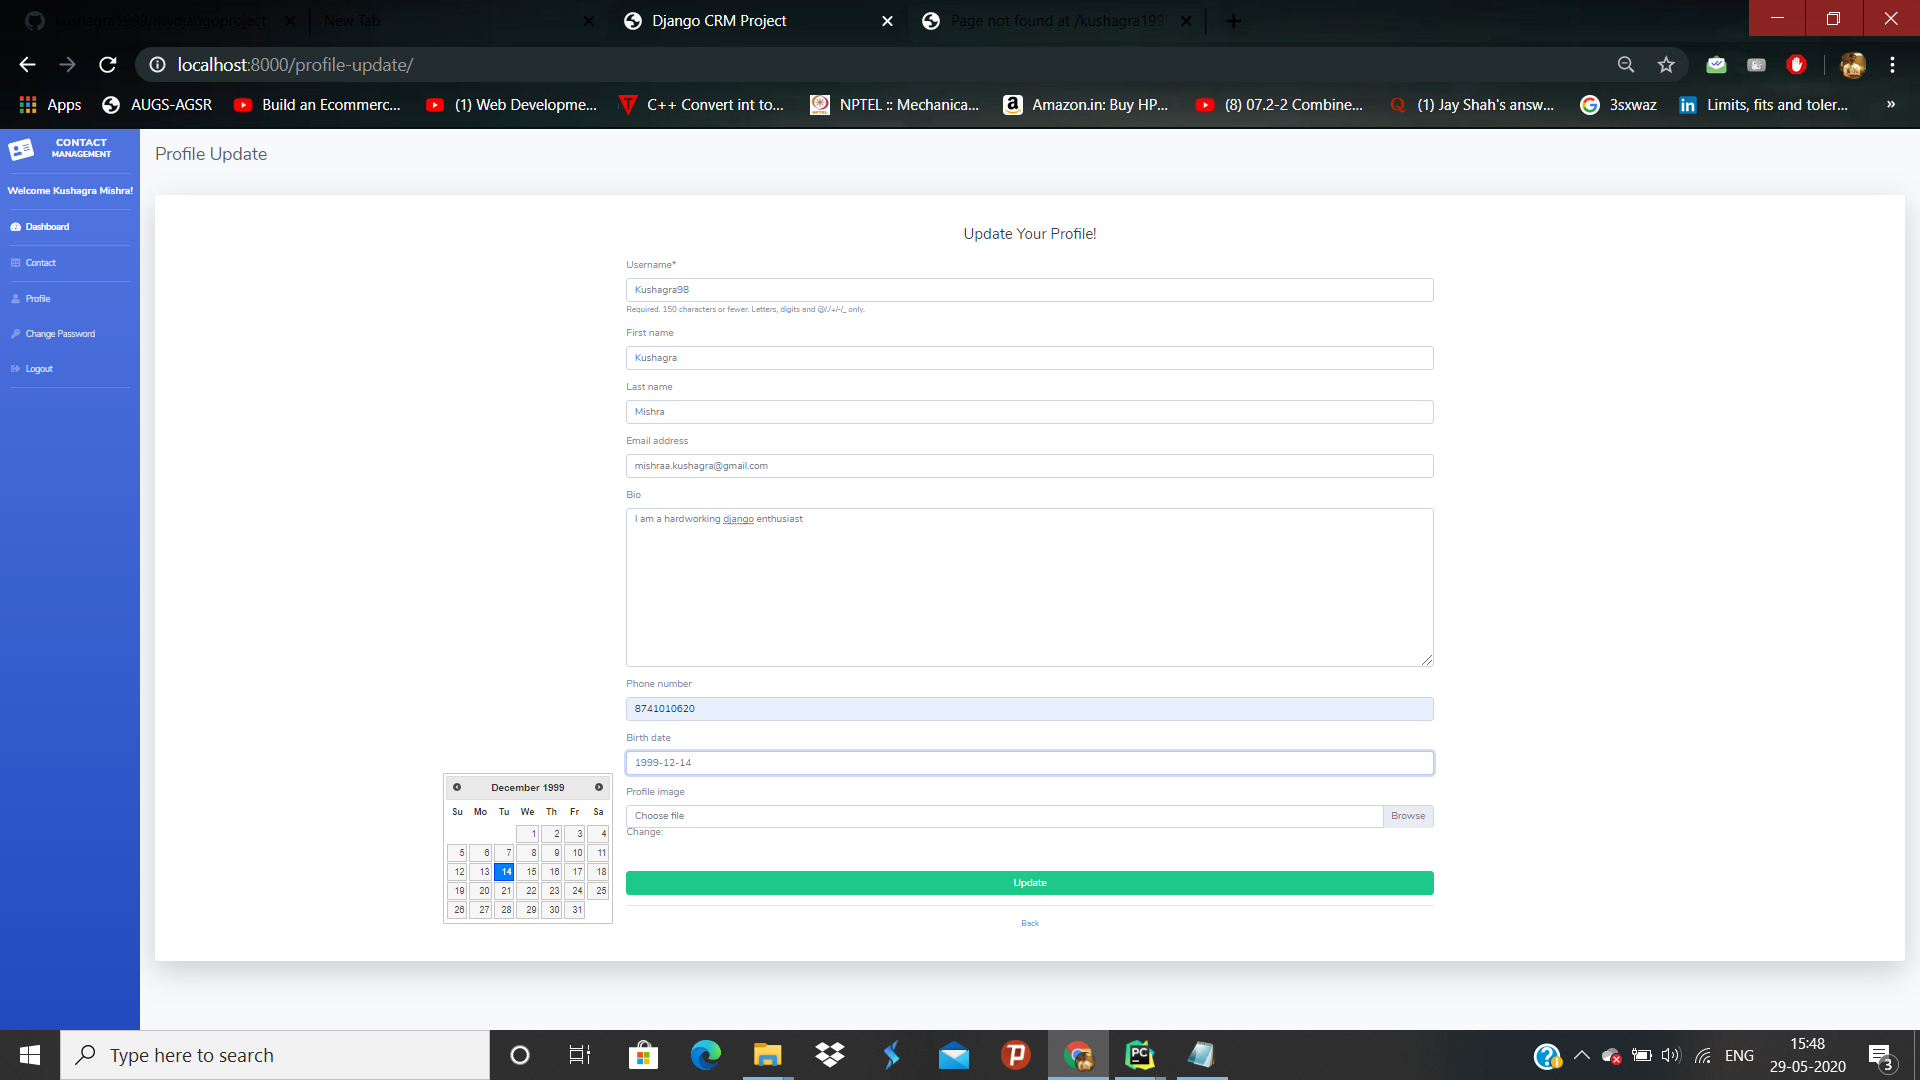 kushagra1999/mydjangoproject
New Tab
Django CRM Project
Page not found at /kushagra199
localhost:8000/profile-update/
Apps
AUGS-AGSR
Build an Ecommerc...
(1) Web Developme...
C++ Convert int to...
NPTEL :: Mechanica...
Amazon.in: Buy HP...
(8) 07.2-2 Combine...
(1) Jay Shah's answ...
3sxwaz
Limits, fits and toler...
»
CONTACT
MANAGEMENT
Welcome Kushagra Mishra!
Dashboard
Contact
Profile
Change Password
Logout
Profile Update
Update Your Profile!
Username*
Kushagra98
Required. 150 characters or fewer. Letters, digits and @/./+/-/_ only.
First name
Kushagra
Last name
Mishra
Email address
mishraa.kushagra@gmail.com
Bio
I am a hardworking django enthusiast
Phone number
8741010620
Birth date
1999-12-14
December 1999
Su Mo Tu We Th Fr Sa
1 2 3 4
5 6 7 8 9 10 11
12 13 14 15 16 17 18
19 20 21 22 23 24 25
26 27 28 29 30 31
Profile image
Choose file
Browse
Change:
Update
Back
Type here to search
PC
ENG
15:48
29-05-2020
3